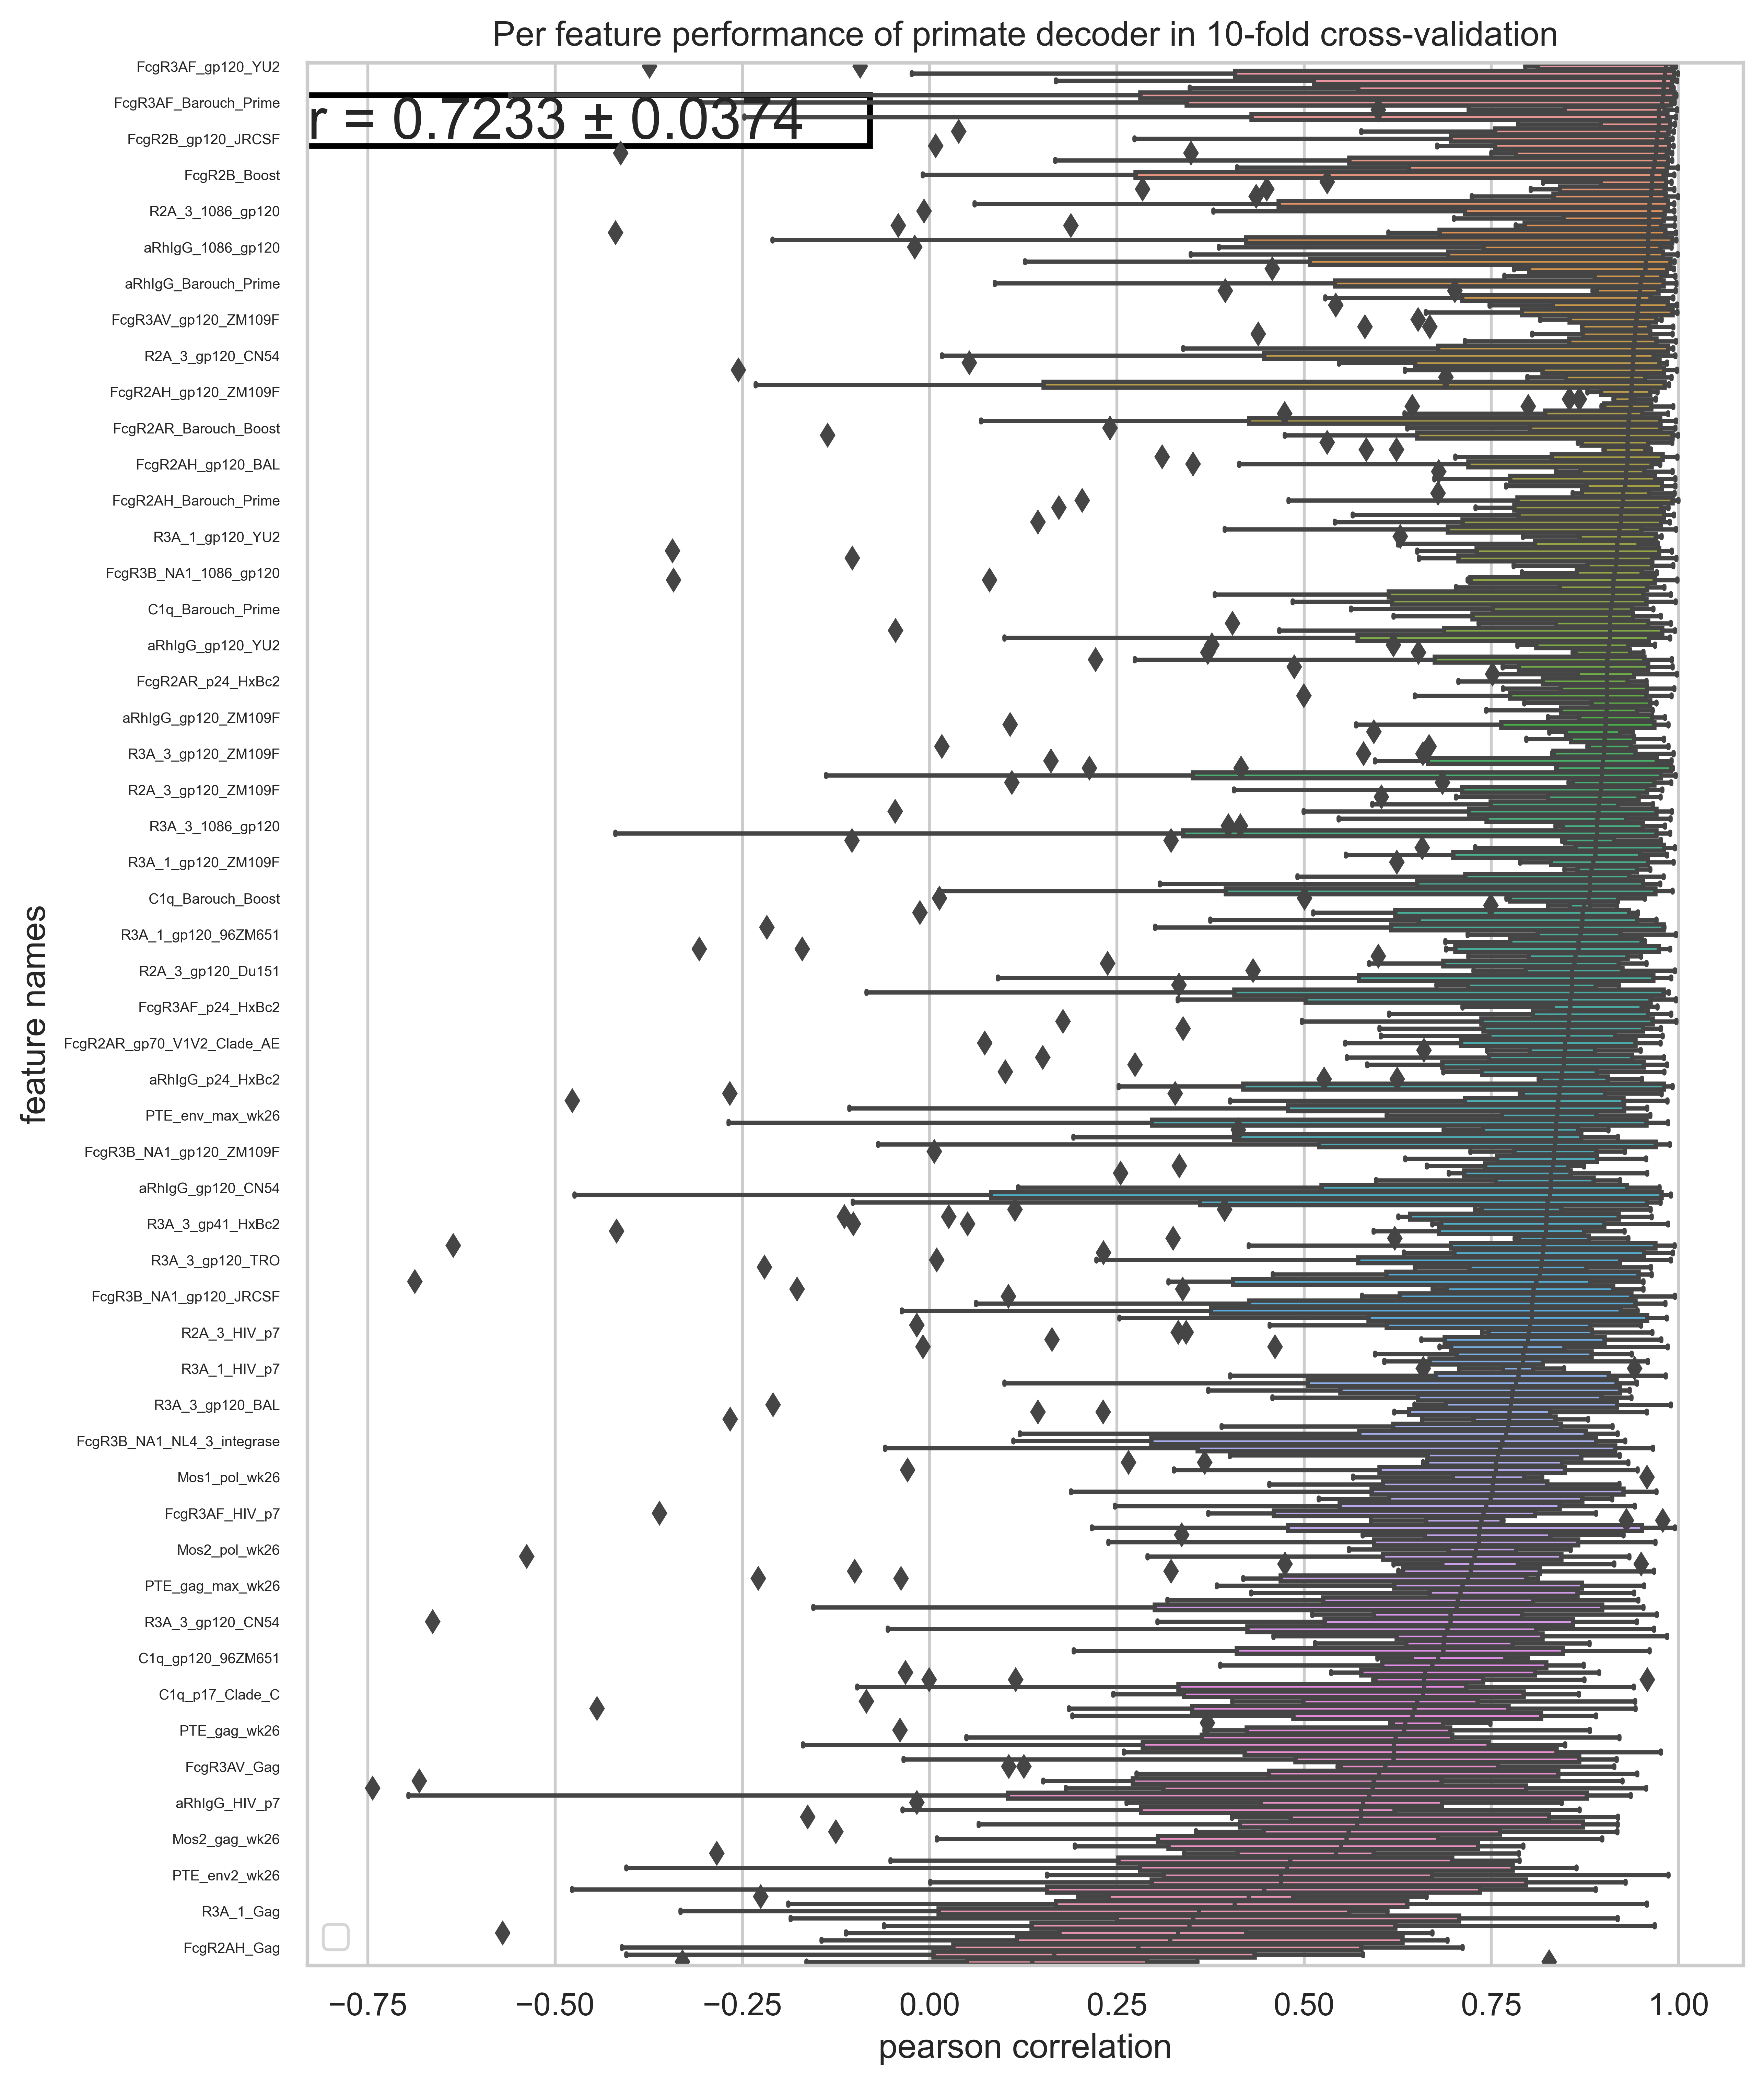 Per feature performance of primate decoder in 10-fold cross-validation
r = 0.7233 ± 0.0374
FcgR3AF_gp120_YU2
FcgR3AF_Barouch_Prime
FcgR2B_gp120_JRCSF
FcgR2B_Boost
R2A_3_1086_gp120
aRhIgG_1086_gp120
aRhIgG_Barouch_Prime
FcgR3AV_gp120_ZM109F
R2A_3_gp120_CN54
FcgR2AH_gp120_ZM109F
FcgR2AR_Barouch_Boost
FcgR2AH_gp120_BAL
FcgR2AH_Barouch_Prime
R3A_1_gp120_YU2
FcgR3B_NA1_1086_gp120
C1q_Barouch_Prime
aRhIgG_gp120_YU2
FcgR2AR_p24_HxBc2
aRhIgG_gp120_ZM109F
R3A_3_gp120_ZM109F
R2A_3_gp120_ZM109F
R3A_3_1086_gp120
R3A_1_gp120_ZM109F
C1q_Barouch_Boost
R3A_1_gp120_96ZM651
R2A_3_gp120_Du151
FcgR3AF_p24_HxBc2
FcgR2AR_gp70_V1V2_Clade_AE
aRhIgG_p24_HxBc2
PTE_env_max_wk26
FcgR3B_NA1_gp120_ZM109F
aRhIgG_gp120_CN54
R3A_3_gp41_HxBc2
R3A_3_gp120_TRO
FcgR3B_NA1_gp120_JRCSF
R2A_3_HIV_p7
R3A_1_HIV_p7
R3A_3_gp120_BAL
FcgR3B_NA1_NL4_3_integrase
Mos1_pol_wk26
FcgR3AF_HIV_p7
Mos2_pol_wk26
PTE_gag_max_wk26
R3A_3_gp120_CN54
C1q_gp120_96ZM651
C1q_p17_Clade_C
PTE_gag_wk26
FcgR3AV_Gag
aRhIgG_HIV_p7
Mos2_gag_wk26
PTE_env2_wk26
R3A_1_Gag
FcgR2AH_Gag
feature names
−0.75 −0.50 −0.25 0.00 0.25 0.50 0.75 1.00
pearson correlation